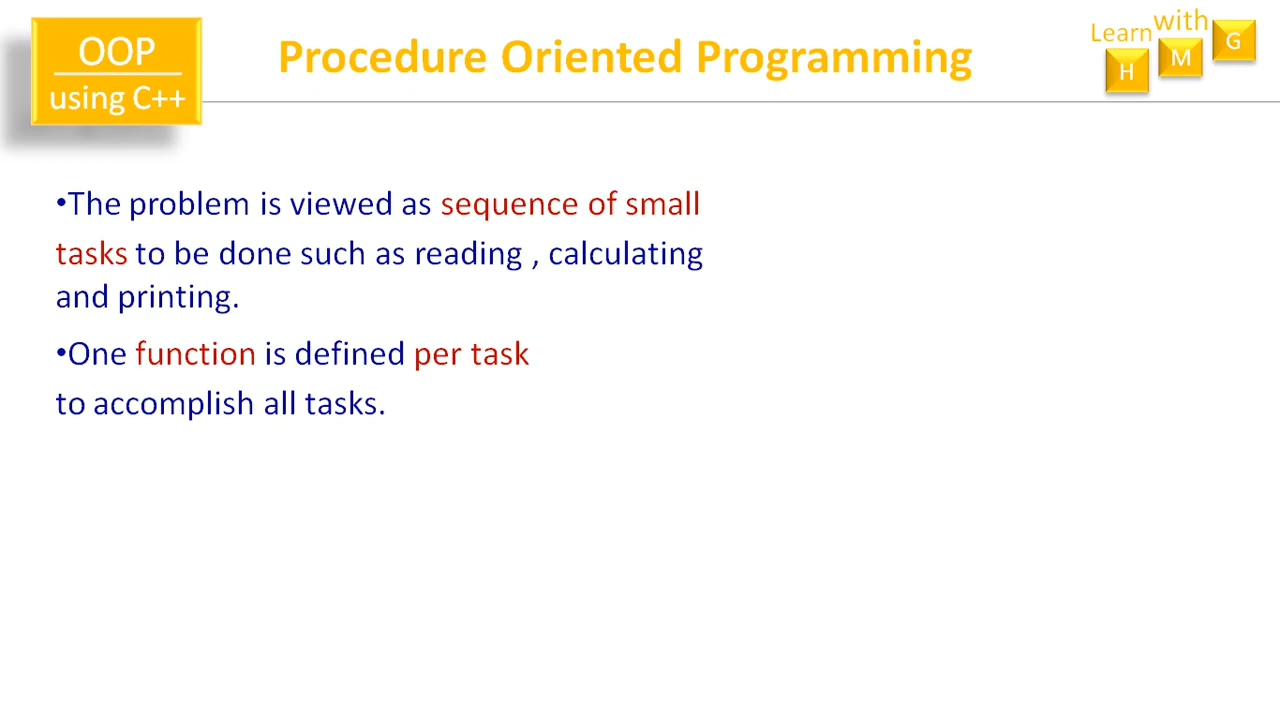 OOP
using C++
Procedure Oriented Programming
Learn with
H M G
•The problem is viewed as sequence of small
tasks to be done such as reading , calculating
and printing.
•One function is defined per task
to accomplish all tasks.